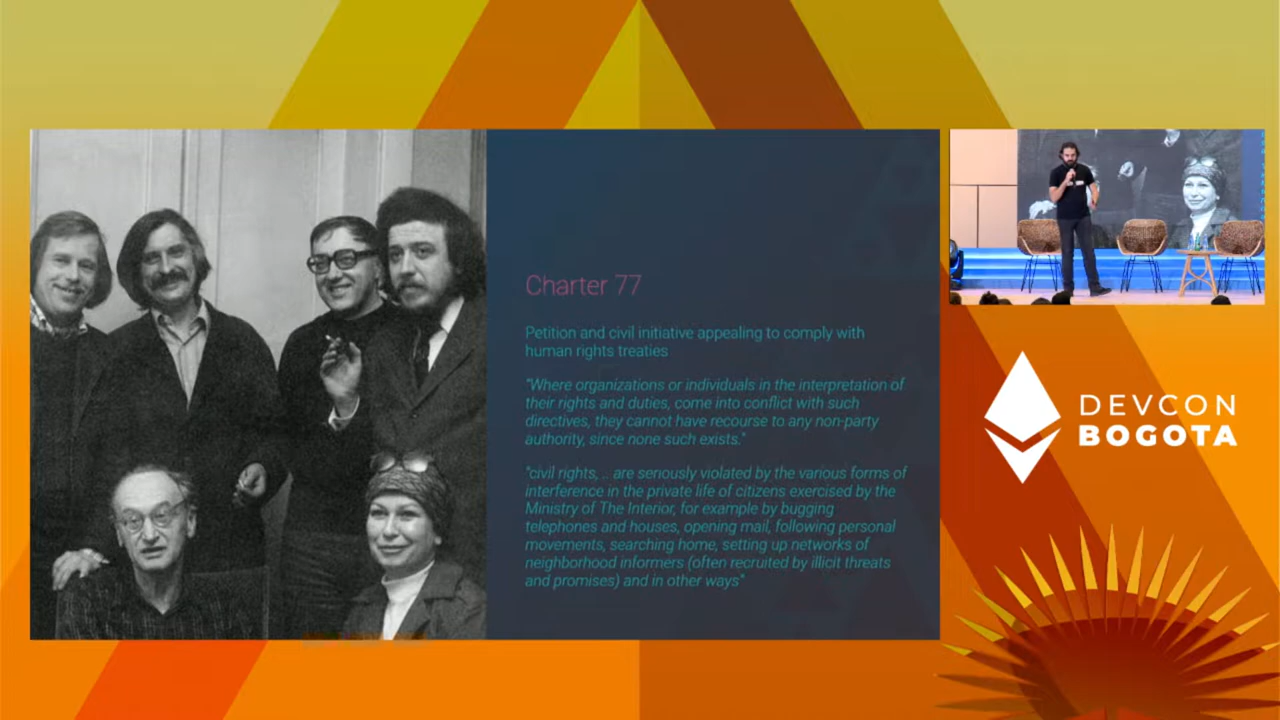 Charter 77
Petition and civil initiative appealing to comply with
human rights treaties
"Where organizations or individuals in the interpretation of
their rights and duties, come into conflict with such
directives, they cannot have recourse to any non-party
authority, since none such exists."
"civil rights, .. are seriously violated by the various forms of
interference in the private life of citizens exercised by the
Ministry of The Interior, for example by bugging
telephones and houses, opening mail, following personal
movements, searching home, setting up networks of
neighborhood informers (often recruited by illicit threats
and promises) and in other ways"
DEVCON
BOGOTA